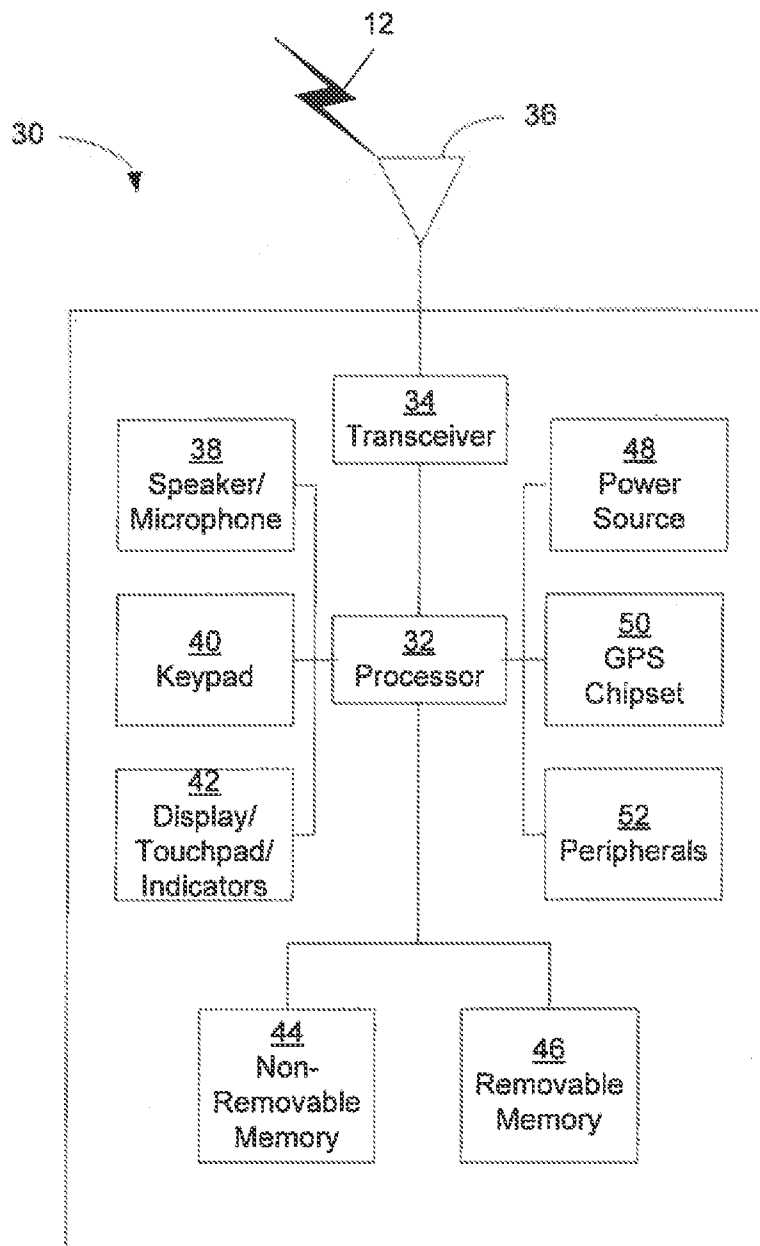 12
36
30
34
Transceiver
38
Speaker/
Microphone
48
Power
Source
40
Keypad
32
Processor
50
GPS
Chipset
42
Display/
Touchpad/
Indicators
52
Peripherals
44
Non-
Removable
Memory
46
Removable
Memory